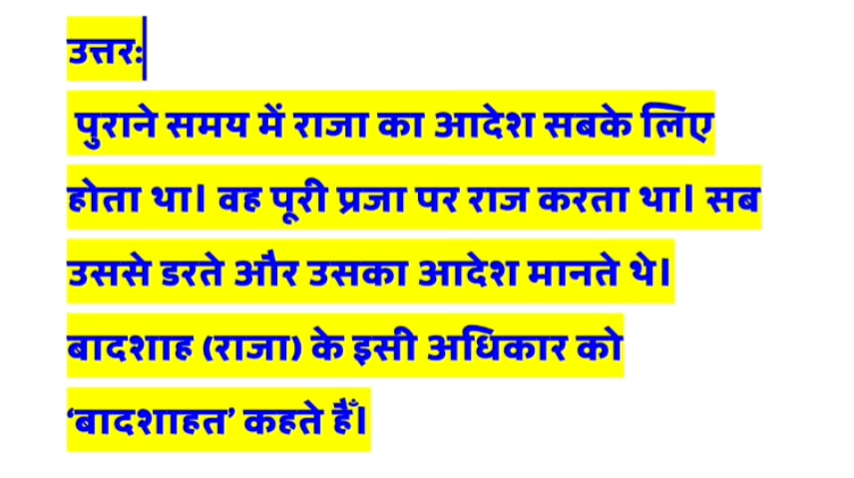 उत्तर:
पुराने समय में राजा का आदेश सबके लिए
होता था। वह पूरी प्रजा पर राज करता था। सब
उससे डरते और उसका आदेश मानते थे।
बादशाह (राजा) के इसी अधिकार को
‘बादशाहत’ कहते हैँ।